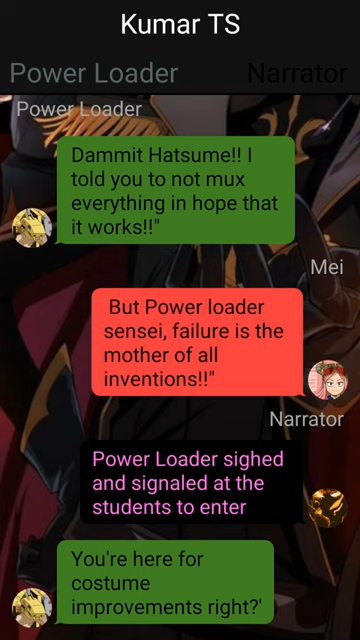 Kumar TS
Power Loader
Narrator
Power Loader
Dammit Hatsume!! I
told you to not mux
everything in hope that
it works!!"
Mei
But Power loader
sensei, failure is the
mother of all
inventions!!"
Narrator
Power Loader sighed
and signaled at the
students to enter
You're here for
costume
improvements right?'